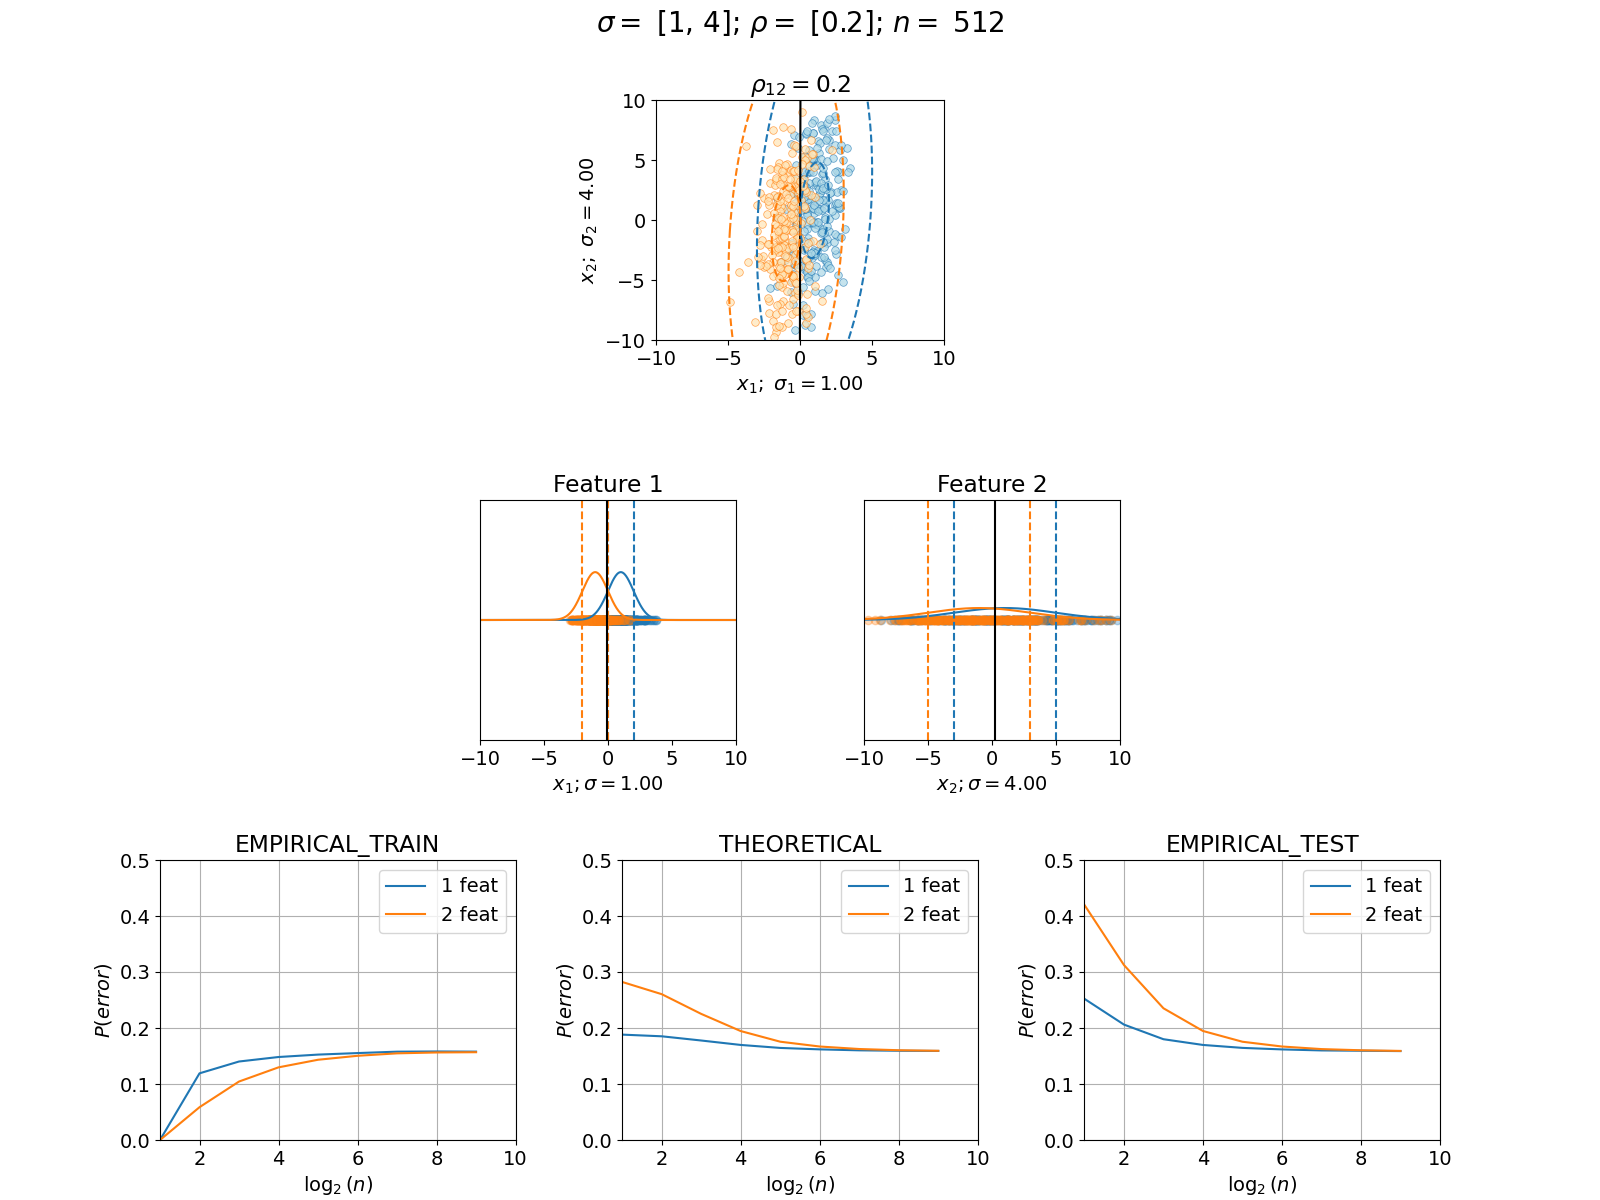 σ = [1, 4]; ρ = [0.2]; n = 512
ρ₁₂ = 0.2
10
5
0
−5
−10
x₂; σ₂ = 4.00
−10 −5 0 5 10
x₁; σ₁ = 1.00
Feature 1
−10 −5 0 5 10
x₁; σ = 1.00
Feature 2
−10 −5 0 5 10
x₂; σ = 4.00
EMPIRICAL_TRAIN
1 feat
2 feat
0.5
0.4
0.3
0.2
0.1
0.0
P(error)
2 4 6 8 10
log₂ (n)
THEORETICAL
1 feat
2 feat
0.5
0.4
0.3
0.2
0.1
0.0
P(error)
2 4 6 8 10
log₂ (n)
EMPIRICAL_TEST
1 feat
2 feat
0.5
0.4
0.3
0.2
0.1
0.0
P(error)
2 4 6 8 10
log₂ (n)